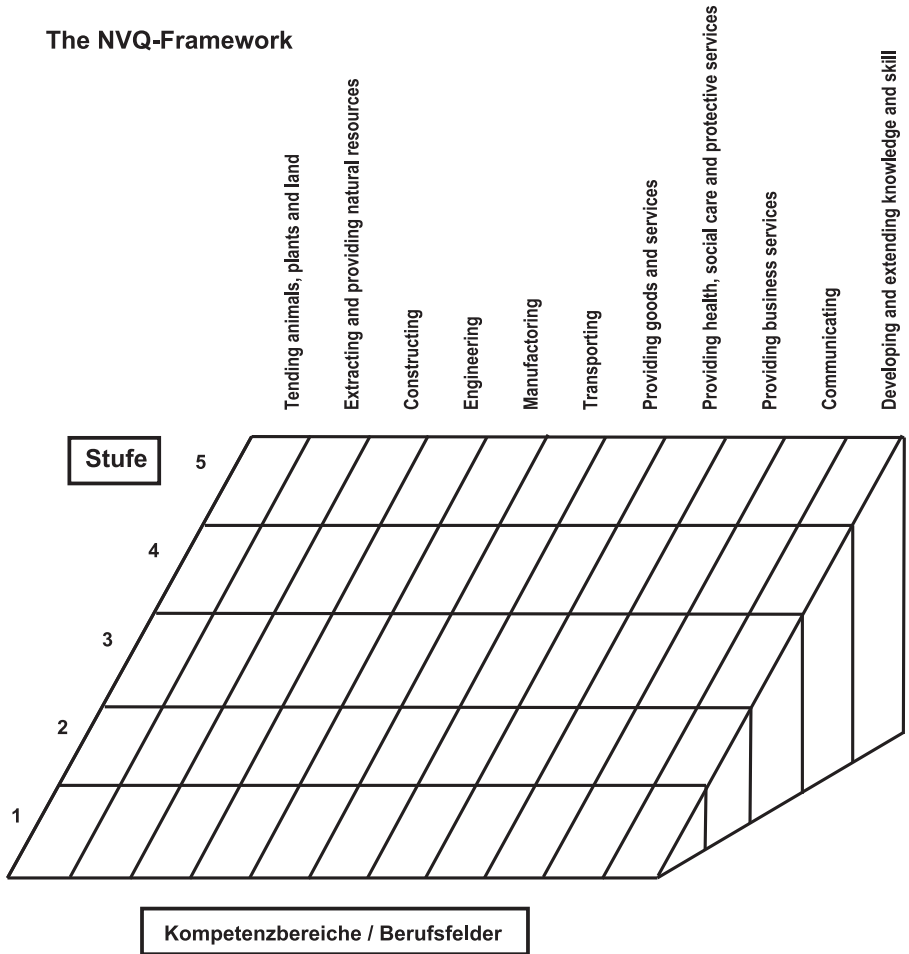 The NVQ-Framework
Tending animals, plants and land
Extracting and providing natural resources
Constructing
Engineering
Manufactoring
Transporting
Providing goods and services
Providing health, social care and protective services
Providing business services
Communicating
Developing and extending knowledge and skill
Stufe
5
4
3
2
1
Kompetenzbereiche / Berufsfelder